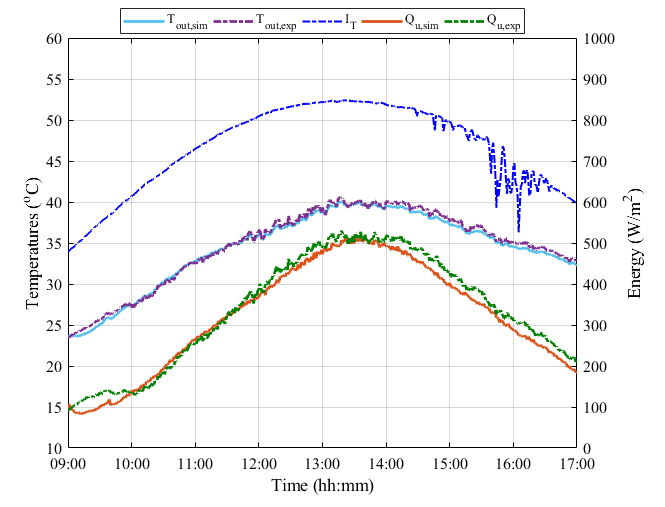 T_out,sim T_out,exp I_T Q_u,sim Q_u,exp
60 1000
55 900
50 800
45 700
40 600
35 500
30 400
25 300
20 200
15 100
10 0
Temperatures (°C)
Energy (W/m²)
09:00 10:00 11:00 12:00 13:00 14:00 15:00 16:00 17:00
Time (hh:mm)